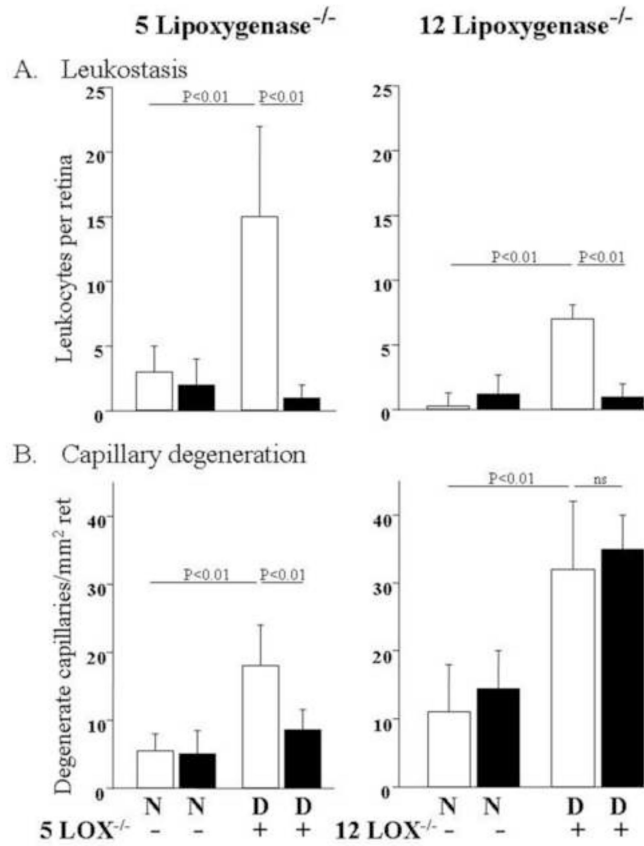 5 Lipoxygenase-/- 12 Lipoxygenase-/-
A. Leukostasis
Leukocytes per retina
25
20
15
10
5
0
P<0.01 P<0.01
25
20
15
10
5
0
P<0.01 P<0.01
B. Capillary degeneration
Degenerate capillaries/mm² ret
40
30
20
10
0
P<0.01 P<0.01
40
30
20
10
0
P<0.01 ns
N N D D N N D D
5 LOX-/- - - + + 12 LOX-/- - - + +